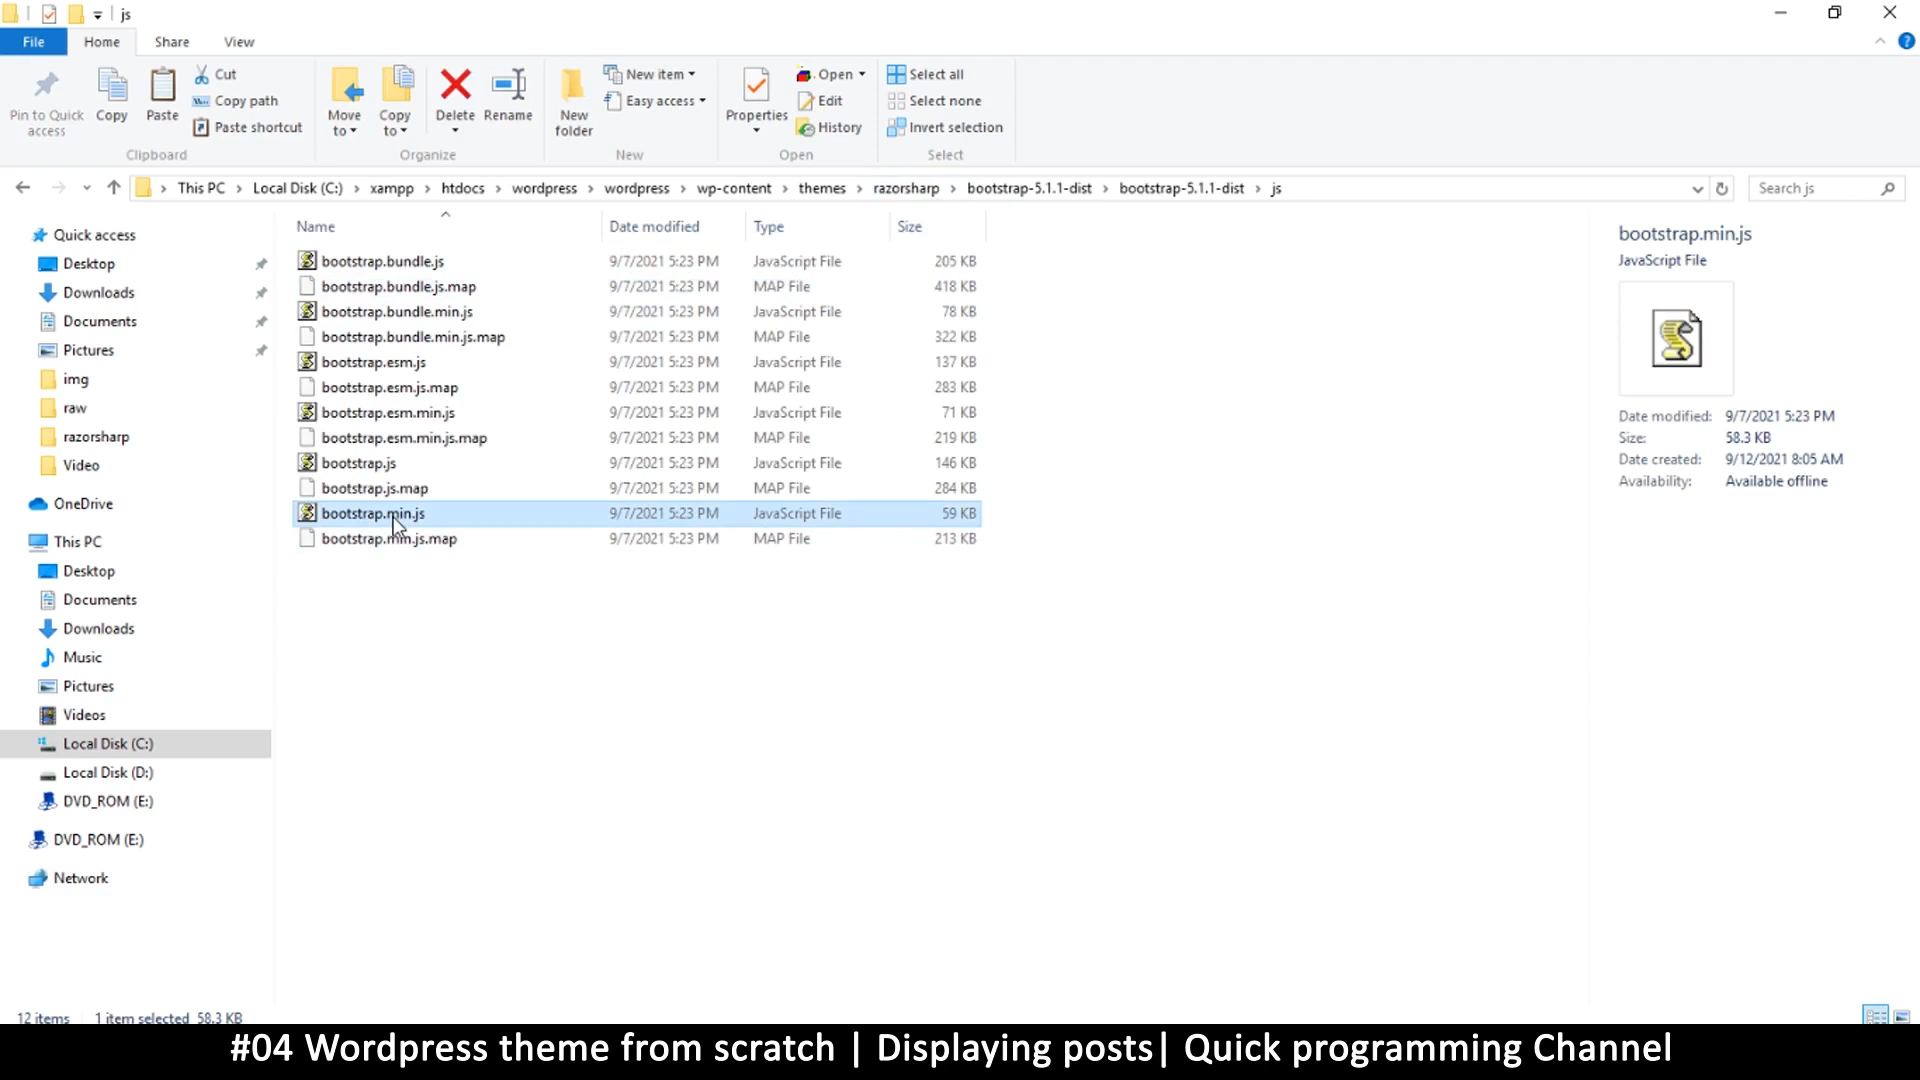 js
File Home Share View
Pin to Quick access
Copy
Paste
Cut
Copy path
Paste shortcut
Clipboard
Move to
Copy to
Delete
Rename
Organize
New folder
New item
Easy access
New
Properties
Open
Edit
History
Open
Select all
Select none
Invert selection
Select
This PC > Local Disk (C:) > xampp > htdocs > wordpress > wordpress > wp-content > themes > razorsharp > bootstrap-5.1.1-dist > bootstrap-5.1.1-dist > js
Search js
Quick access
Desktop
Downloads
Documents
Pictures
img
raw
razorsharp
Video
OneDrive
This PC
Desktop
Documents
Downloads
Music
Pictures
Videos
Local Disk (C:)
Local Disk (D:)
DVD_ROM (E:)
DVD_ROM (E:)
Network
Name Date modified Type Size
bootstrap.bundle.js 9/7/2021 5:23 PM JavaScript File 205 KB
bootstrap.bundle.js.map 9/7/2021 5:23 PM MAP File 418 KB
bootstrap.bundle.min.js 9/7/2021 5:23 PM JavaScript File 78 KB
bootstrap.bundle.min.js.map 9/7/2021 5:23 PM MAP File 322 KB
bootstrap.esm.js 9/7/2021 5:23 PM JavaScript File 137 KB
bootstrap.esm.js.map 9/7/2021 5:23 PM MAP File 283 KB
bootstrap.esm.min.js 9/7/2021 5:23 PM JavaScript File 71 KB
bootstrap.esm.min.js.map 9/7/2021 5:23 PM MAP File 219 KB
bootstrap.js 9/7/2021 5:23 PM JavaScript File 146 KB
bootstrap.js.map 9/7/2021 5:23 PM MAP File 284 KB
bootstrap.min.js 9/7/2021 5:23 PM JavaScript File 59 KB
bootstrap.min.js.map 9/7/2021 5:23 PM MAP File 213 KB
bootstrap.min.js
JavaScript File
Date modified: 9/7/2021 5:23 PM
Size: 58.3 KB
Date created: 9/12/2021 8:05 AM
Availability: Available offline
12 items 1 item selected 58.3 KB
#04 Wordpress theme from scratch | Displaying posts| Quick programming Channel